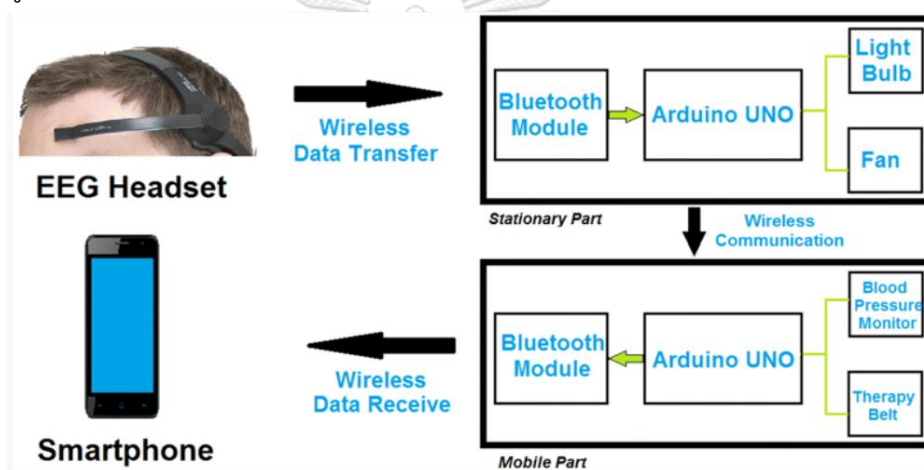 EEG Headset
Wireless
Data Transfer
Bluetooth
Module
Arduino UNO
Light
Bulb
Fan
Stationary Part
Wireless
Communication
Smartphone
Wireless
Data Receive
Bluetooth
Module
Arduino UNO
Blood
Pressure
Monitor
Therapy
Belt
Mobile Part